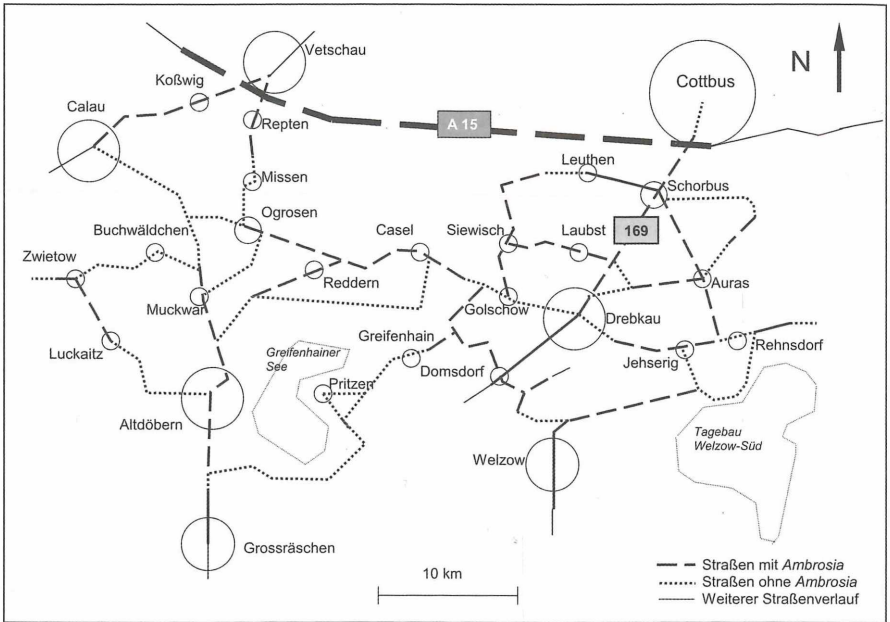 Vetschau
Koßwig
Cottbus
N
Calau
A 15
Repten
Leuthen
Missen
Schorbus
Ogrosen
Buchwäldchen
Casel
Siewisch
Laubst
169
Zwietow
Reddern
Auras
Muckwar
Golschow
Drebkau
Luckaitz
Greifenhainer
See
Greifenhain
Rehnsdorf
Domsdorf
Jehserig
Pritzen
Altdöbern
Tagebau
Welzow-Süd
Welzow
Grossräschen
10 km
Straßen mit Ambrosia
Straßen ohne Ambrosia
Weiterer Straßenverlauf